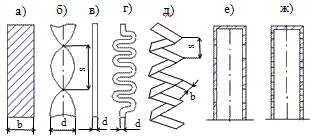 а) б) в) г) д) е) ж)
s s
b
b d d d